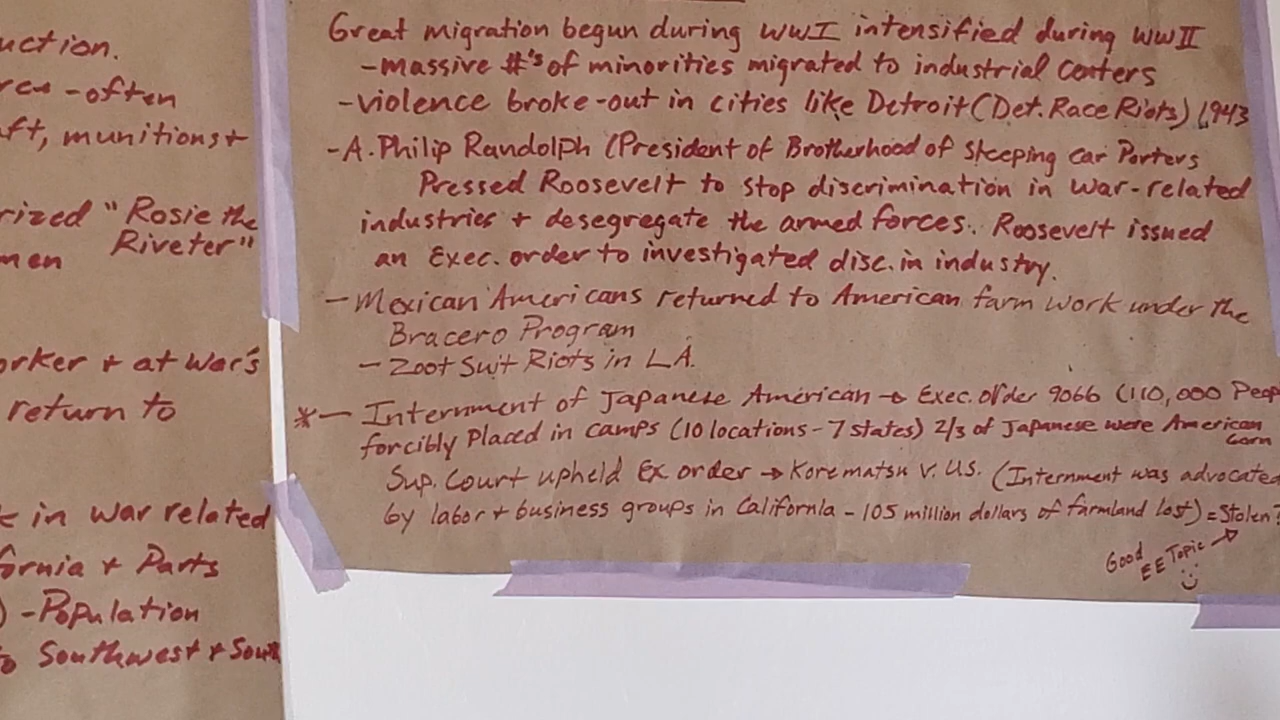 uction.
-often
aft, munitions+
rized "Rosie the
Riveter"
men
orker + at war's
return to
in war related
fornia + Parts
) -Population
to Southwest + South
Great migration begun during WWI intensified during WWII
-massive #'s of minorities migrated to industrial centers
-violence broke-out in cities like Detroit (Det. Race Riots) 1943
-A. Philip Randolph (President of Brotherhood of Sleeping car Porters
Pressed Roosevelt to stop discrimination in war-related
industries + desegregate the armed forces. Roosevelt issued
an Exec. order to investigated disc. in industry.
- Mexican Americans returned to American farm work under the
Bracero Program
- Zoot Suit Riots in L.A.
*- Internment of Japanese American → Exec. order 9066 (110,000 Peop
forcibly Placed in camps (10 locations - 7 states) 2/3 of Japanese were American
Born
Sup. Court upheld Ex order → Korematsu v. U.S. (Internment was advocated
by labor + business groups in California - 105 million dollars of farmland lost) = Stolen?
Good
EE Topic →